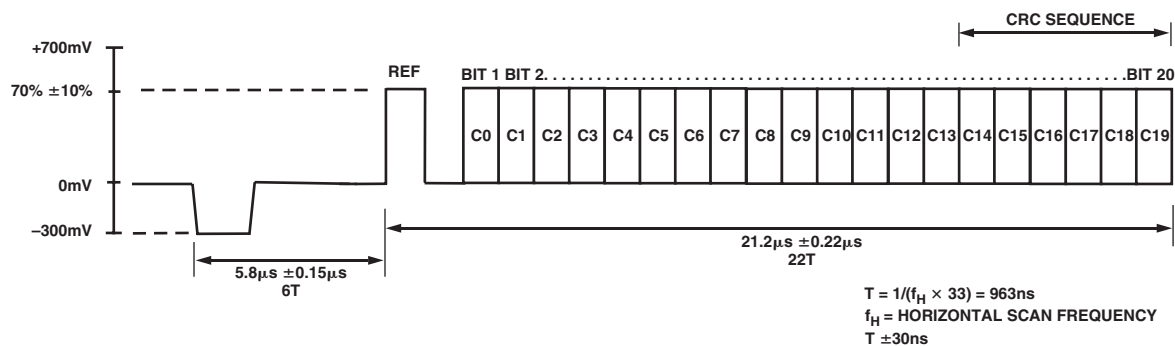 CRC SEQUENCE
+700mV
REF
BIT 1 BIT 2. . . . . . . . . . . . . . . . . . . . . . . . . . . . . . . . . . . . . . . . . . . . . . . . . . . . . . . . . . . . . . . . . . . . . . . . . .BIT 20
70% ±10%
C0 C1 C2 C3 C4 C5 C6 C7 C8 C9 C10 C11 C12 C13 C14 C15 C16 C17 C18 C19
0mV
–300mV
21.2μs ±0.22μs
22T
5.8μs ±0.15μs
6T
T = 1/(fH × 33) = 963ns
fH = HORIZONTAL SCAN FREQUENCY
T ±30ns